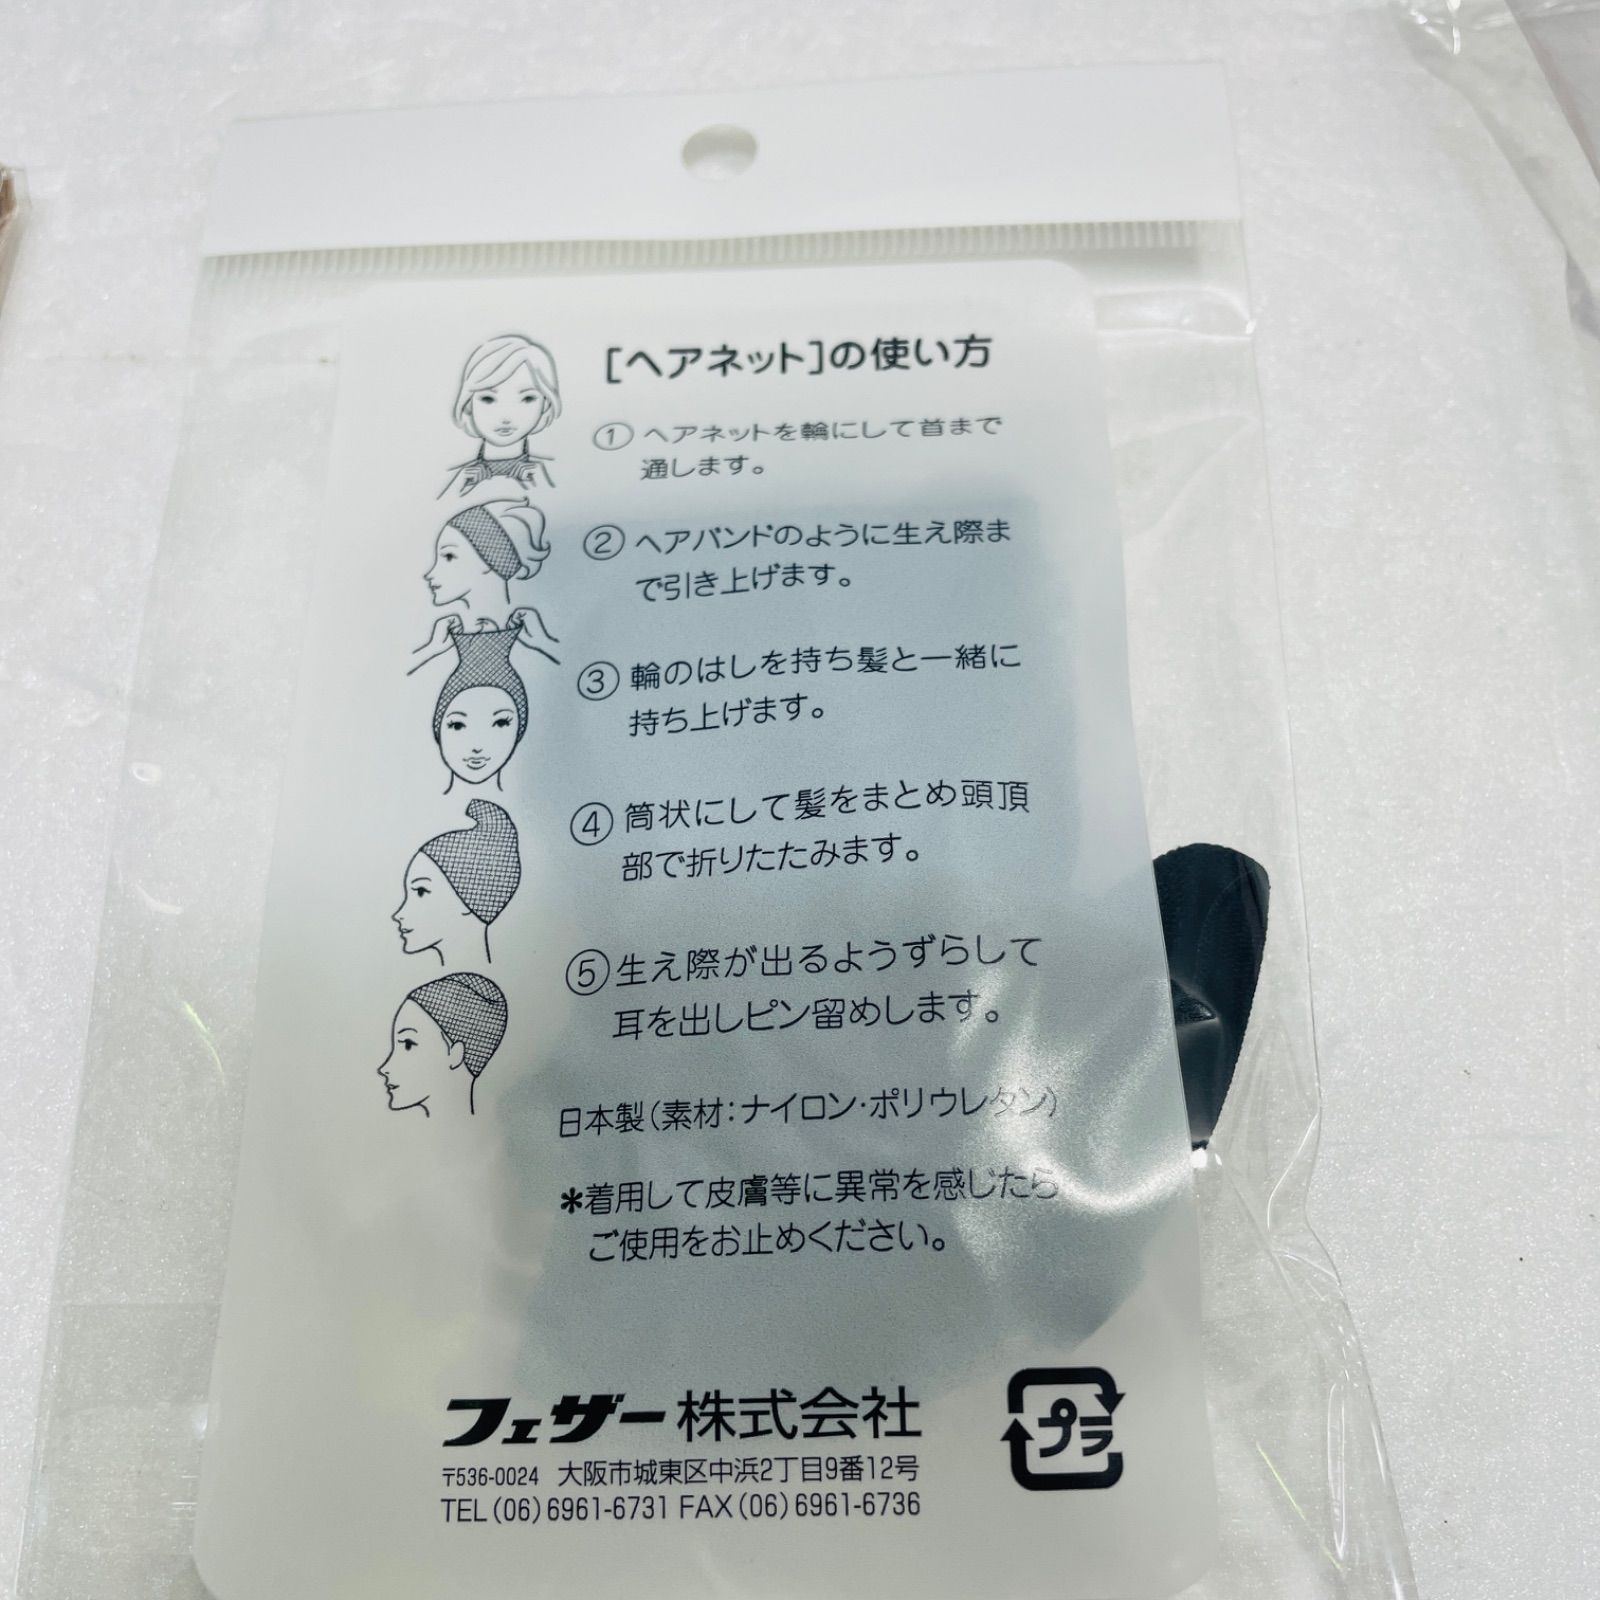 [ヘアネット]の使い方
① ヘアネットを輪にして首まで
通します。
② ヘアバンドのように生え際ま
で引き上げます。
③ 輪のはしを持ち髪と一緒に
持ち上げます。
④ 筒状にして髪をまとめ頭頂
部で折りたたみます。
⑤ 生え際が出るようずらして
耳を出しピン留めします。
日本製(素材:ナイロン・ポリウレタン)
*着用して皮膚等に異常を感じたら
ご使用をお止めください。
フェザー株式会社
〒536-0024 大阪市城東区中浜2丁目9番12号
TEL(06)6961-6731 FAX(06)6961-6736
プラ